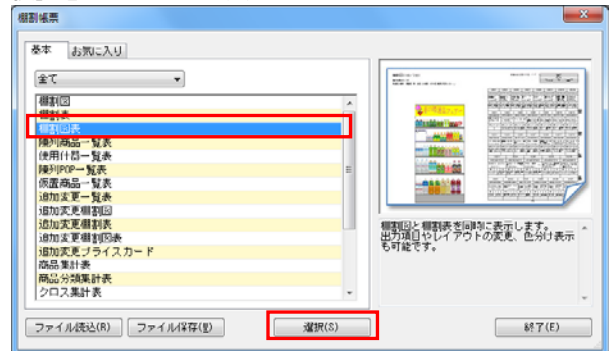 棚割帳票
基本 お気に入り
全て
棚割図
棚割表
棚割図表
陳列商品一覧表
使用什器一覧表
陳列POP一覧表
仮置商品一覧表
追加変更一覧表
追加変更棚割図
追加変更棚割表
追加変更棚割図表
追加変更プライスカード
商品集計表
商品分類集計表
クロス集計表
棚割図と棚割表を同時に表示します。
出力項目やレイアウトの変更、色分け表示
も可能です。
ファイル読込(R) ファイル保存(P) 選択(S) 終了(E)